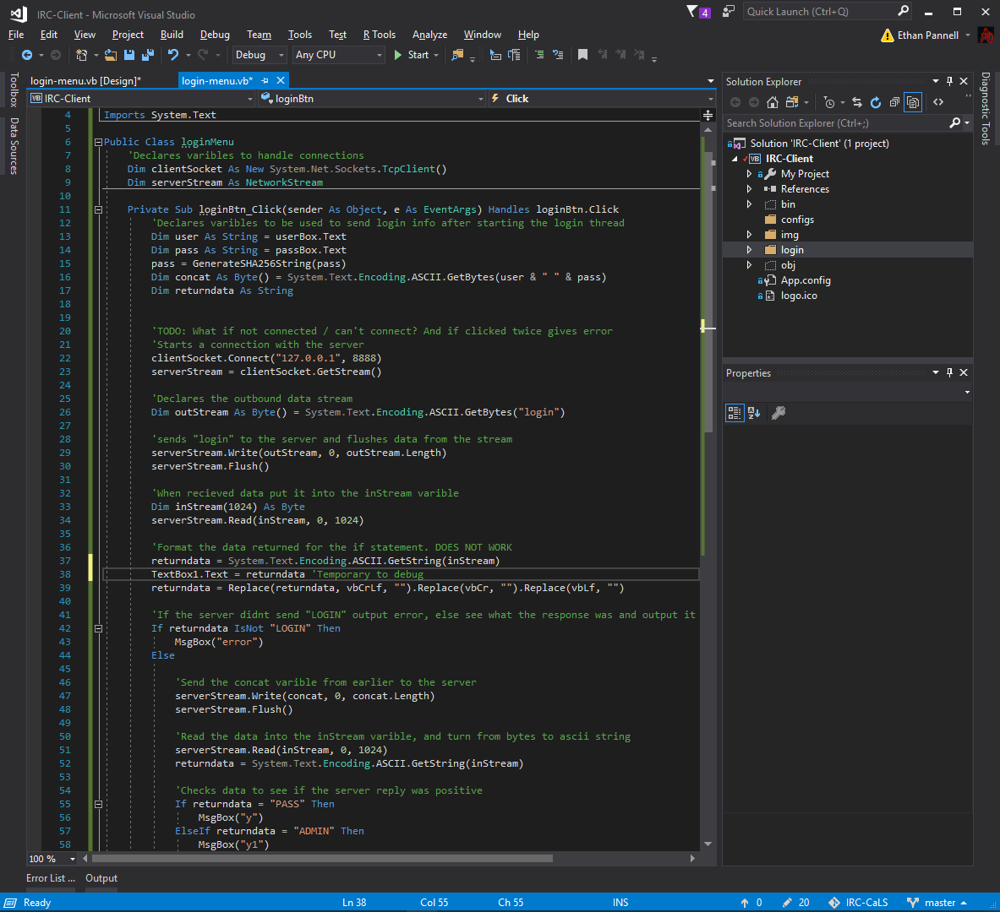 IRC-Client - Microsoft Visual Studio
4
Quick Launch (Ctrl+Q)
File Edit View Project Build Debug Team Tools Test R Tools Analyze Window Help
Ethan Pannell
Debug Any CPU Start
Toolbox
Data Sources
login-menu.vb [Design]*
login-menu.vb*
VB IRC-Client
loginBtn
Click
4 Imports System.Text
5
6 Public Class loginMenu
7 'Declares varibles to handle connections
8 Dim clientSocket As New System.Net.Sockets.TcpClient()
9 Dim serverStream As NetworkStream
10
11 Private Sub loginBtn_Click(sender As Object, e As EventArgs) Handles loginBtn.Click
12 'Declares varibles to be used to send login info after starting the login thread
13 Dim user As String = userBox.Text
14 Dim pass As String = passBox.Text
15 pass = GenerateSHA256String(pass)
16 Dim concat As Byte() = System.Text.Encoding.ASCII.GetBytes(user & " " & pass)
17 Dim returndata As String
18
19
20 'TODO: What if not connected / can't connect? And if clicked twice gives error
21 'Starts a connection with the server
22 clientSocket.Connect("127.0.0.1", 8888)
23 serverStream = clientSocket.GetStream()
24
25 'Declares the outbound data stream
26 Dim outStream As Byte() = System.Text.Encoding.ASCII.GetBytes("login")
27
28 'sends "login" to the server and flushes data from the stream
29 serverStream.Write(outStream, 0, outStream.Length)
30 serverStream.Flush()
31
32 'When recieved data put it into the inStream varible
33 Dim inStream(1024) As Byte
34 serverStream.Read(inStream, 0, 1024)
35
36 'Format the data returned for the if statement. DOES NOT WORK
37 returndata = System.Text.Encoding.ASCII.GetString(inStream)
38 TextBox1.Text = returndata 'Temporary to debug
39 returndata = Replace(returndata, vbCrLf, "").Replace(vbCr, "").Replace(vbLf, "")
40
41 'If the server didnt send "LOGIN" output error, else see what the response was and output it
42 If returndata IsNot "LOGIN" Then
43 MsgBox("error")
44 Else
45
46 'Send the concat varible from earlier to the server
47 serverStream.Write(concat, 0, concat.Length)
48 serverStream.Flush()
49
50 'Read the data into the inStream varible, and turn from bytes to ascii string
51 serverStream.Read(inStream, 0, 1024)
52 returndata = System.Text.Encoding.ASCII.GetString(inStream)
53
54 'Checks data to see if the server reply was positive
55 If returndata = "PASS" Then
56 MsgBox("y")
57 ElseIf returndata = "ADMIN" Then
58 MsgBox("y1")
100 %
Solution Explorer
Search Solution Explorer (Ctrl+;)
Solution 'IRC-Client' (1 project)
VB IRC-Client
My Project
References
bin
configs
img
login
obj
App.config
logo.ico
Properties
Diagnostic Tools
Error List ... Output
Ready Ln 38 Col 55 Ch 55 INS 0 20 IRC-CaLS master